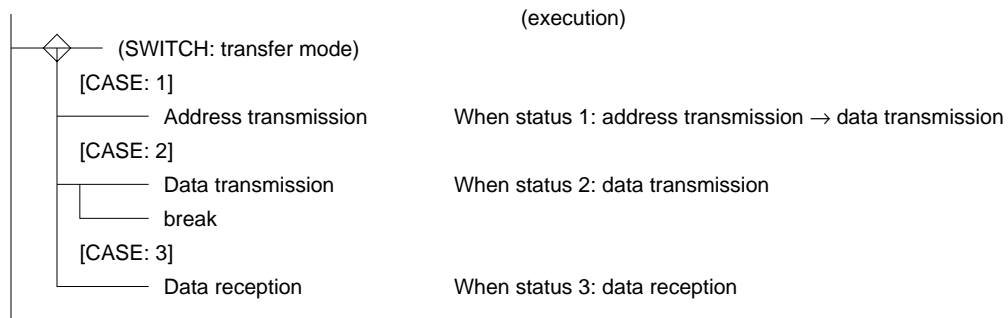 (execution)
(SWITCH: transfer mode)
[CASE: 1]
Address transmission When status 1: address transmission → data transmission
[CASE: 2]
Data transmission When status 2: data transmission
break
[CASE: 3]
Data reception When status 3: data reception